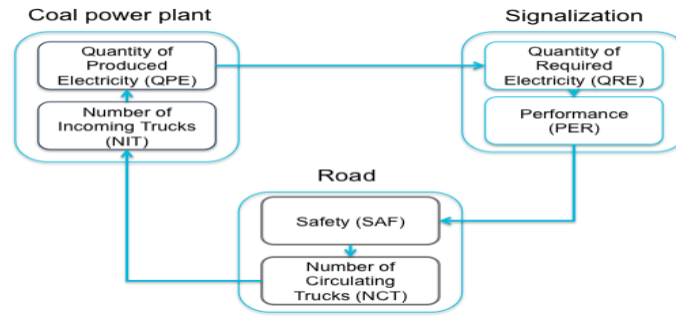 Coal power plant
Quantity of
Produced
Electricity (QPE)
Number of
Incoming Trucks
(NIT)
Signalization
Quantity of
Required
Electricity (QRE)
Performance
(PER)
Road
Safety (SAF)
Number of
Circulating
Trucks (NCT)